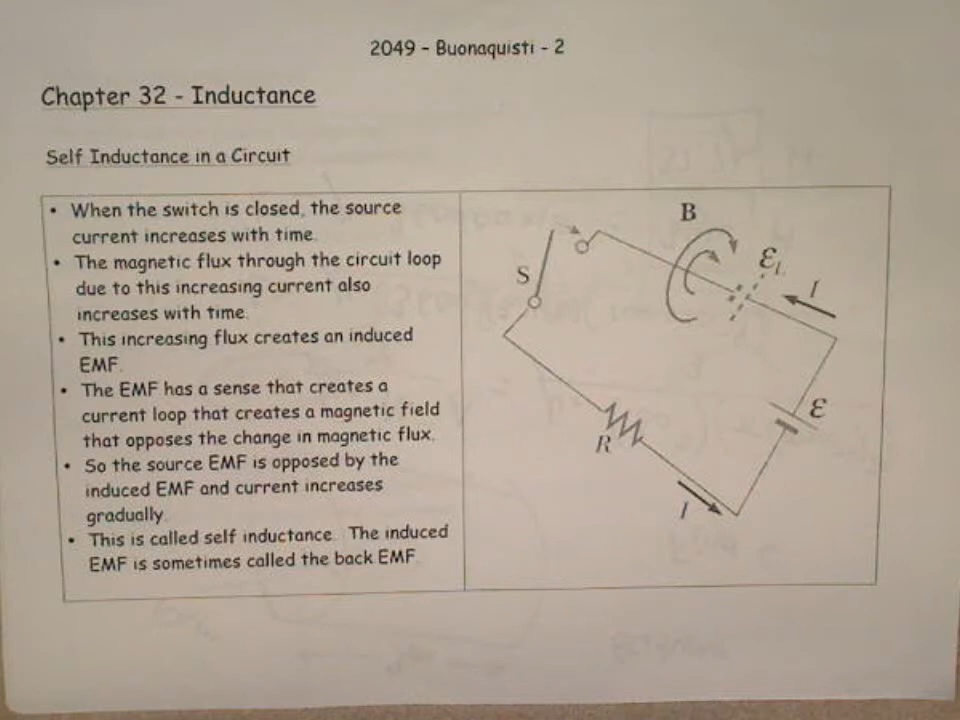 2049 - Buonaquisti - 2
Chapter 32 - Inductance
Self Inductance in a Circuit
• When the switch is closed, the source
current increases with time.
• The magnetic flux through the circuit loop
due to this increasing current also
increases with time.
• This increasing flux creates an induced
EMF.
• The EMF has a sense that creates a
current loop that creates a magnetic field
that opposes the change in magnetic flux.
• So the source EMF is opposed by the
induced EMF and current increases
gradually.
• This is called self inductance. The induced
EMF is sometimes called the back EMF.
B
S
ℰL
I
ℰ
R
I